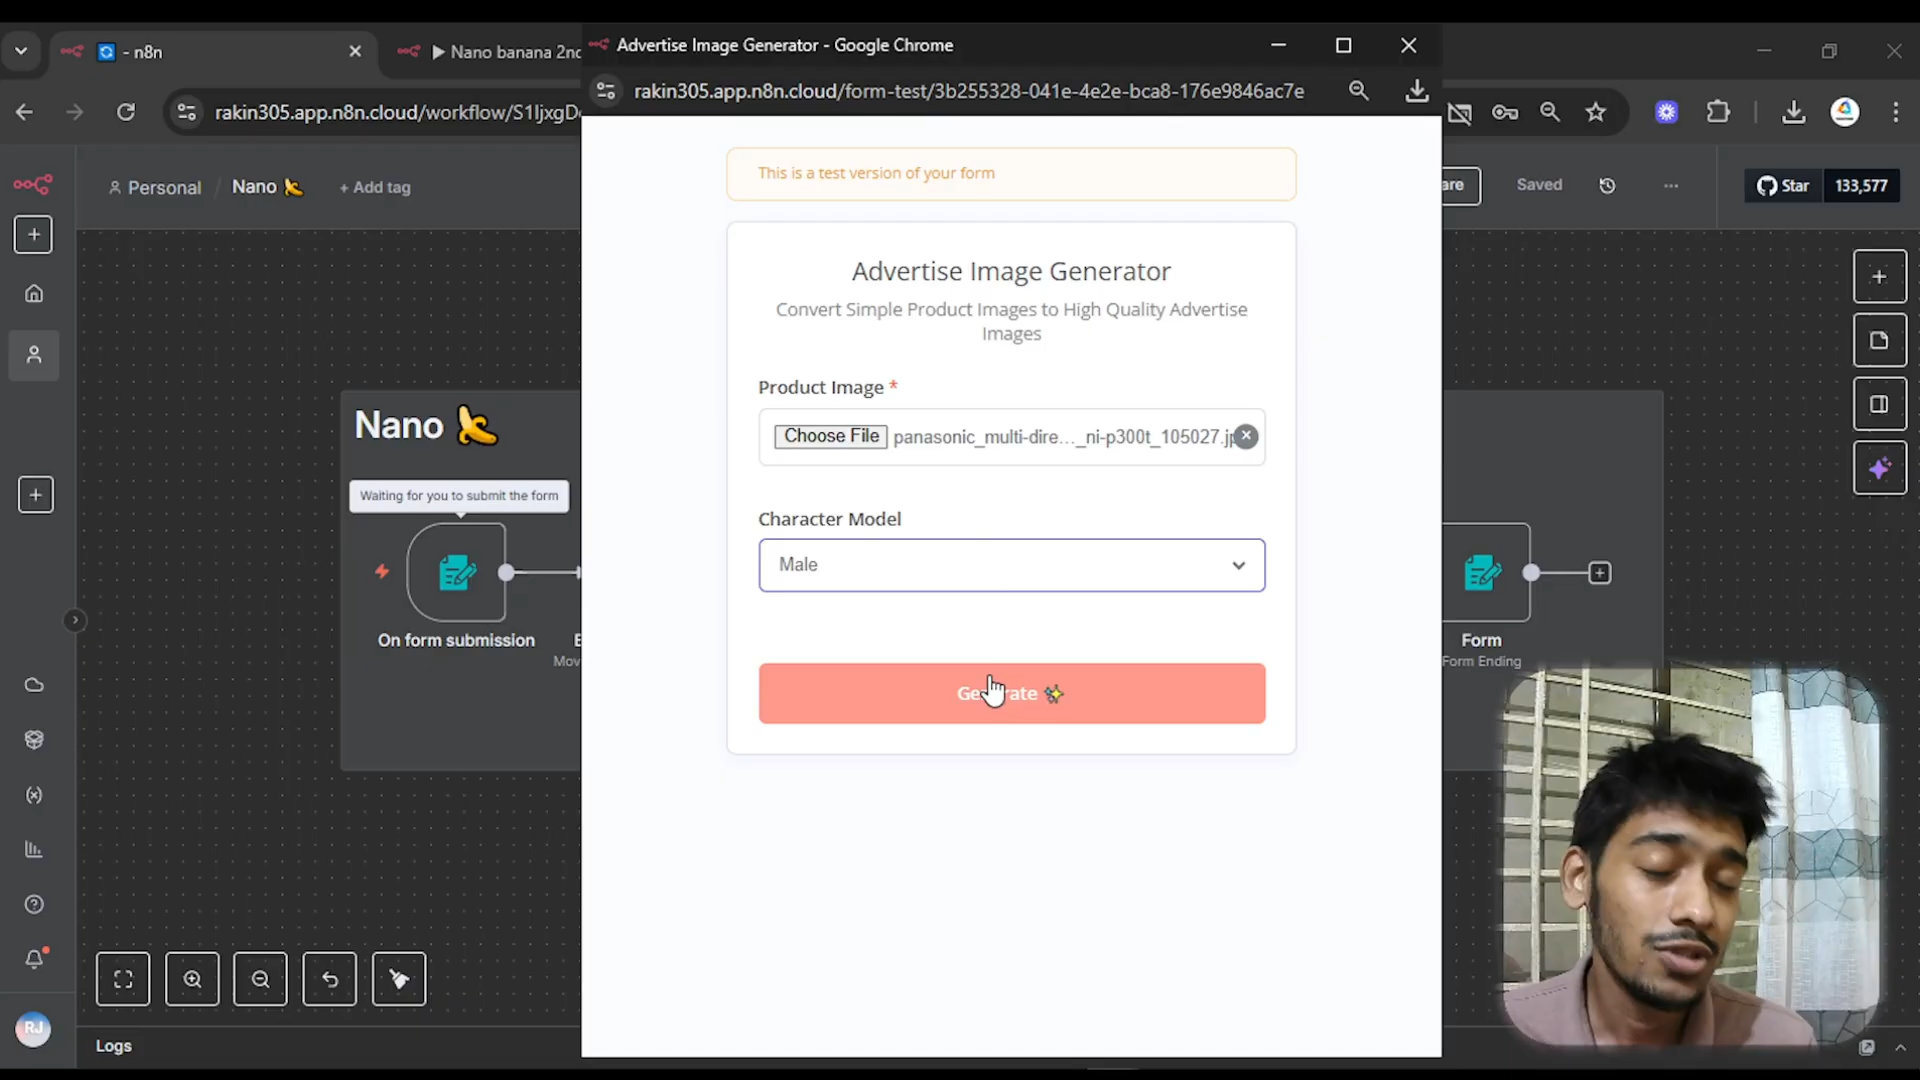 - n8n
Nano banana 2nd
Advertise Image Generator - Google Chrome
rakin305.app.n8n.cloud/workflow/S1ljxgD
rakin305.app.n8n.cloud/form-test/3b255328-041e-4e2e-bca8-176e9846ac7e
Personal / Nano 🍌 + Add tag
are
Saved
...
Star 133,577
This is a test version of your form
Advertise Image Generator
Convert Simple Product Images to High Quality Advertise
Images
Product Image *
Choose File panasonic_multi-dire..._ni-p300t_105027.jp
Character Model
Male
Generate ✨
Nano 🍌
Waiting for you to submit the form
On form submission
E
Mov
Form
Form Ending
RJ
Logs